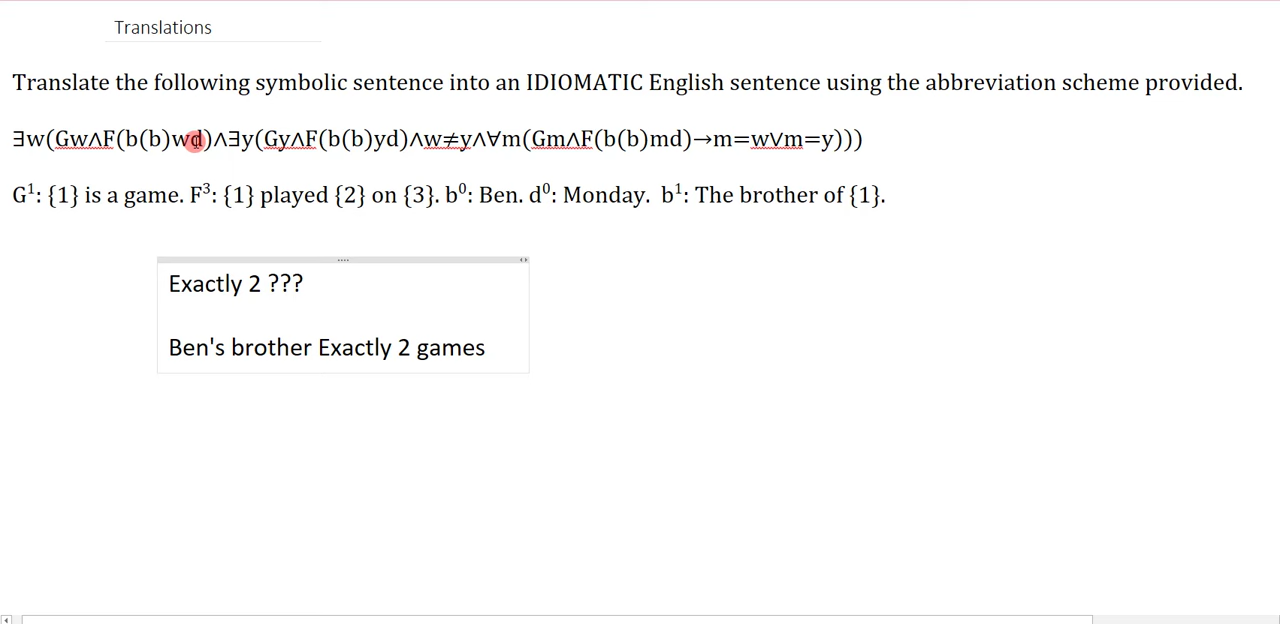 Translations
Translate the following symbolic sentence into an IDIOMATIC English sentence using the abbreviation scheme provided.
∃w(Gw∧F(b(b)wd)∧∃y(Gy∧F(b(b)yd)∧w≠y∧∀m(Gm∧F(b(b)md)→m=w∨m=y)))
G¹: {1} is a game. F³: {1} played {2} on {3}. b⁰: Ben. d⁰: Monday. b¹: The brother of {1}.
Exactly 2 ???
Ben's brother Exactly 2 games